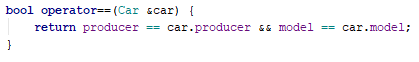 bool operator==(Car &car) {
    return producer == car.producer && model == car.model;
}